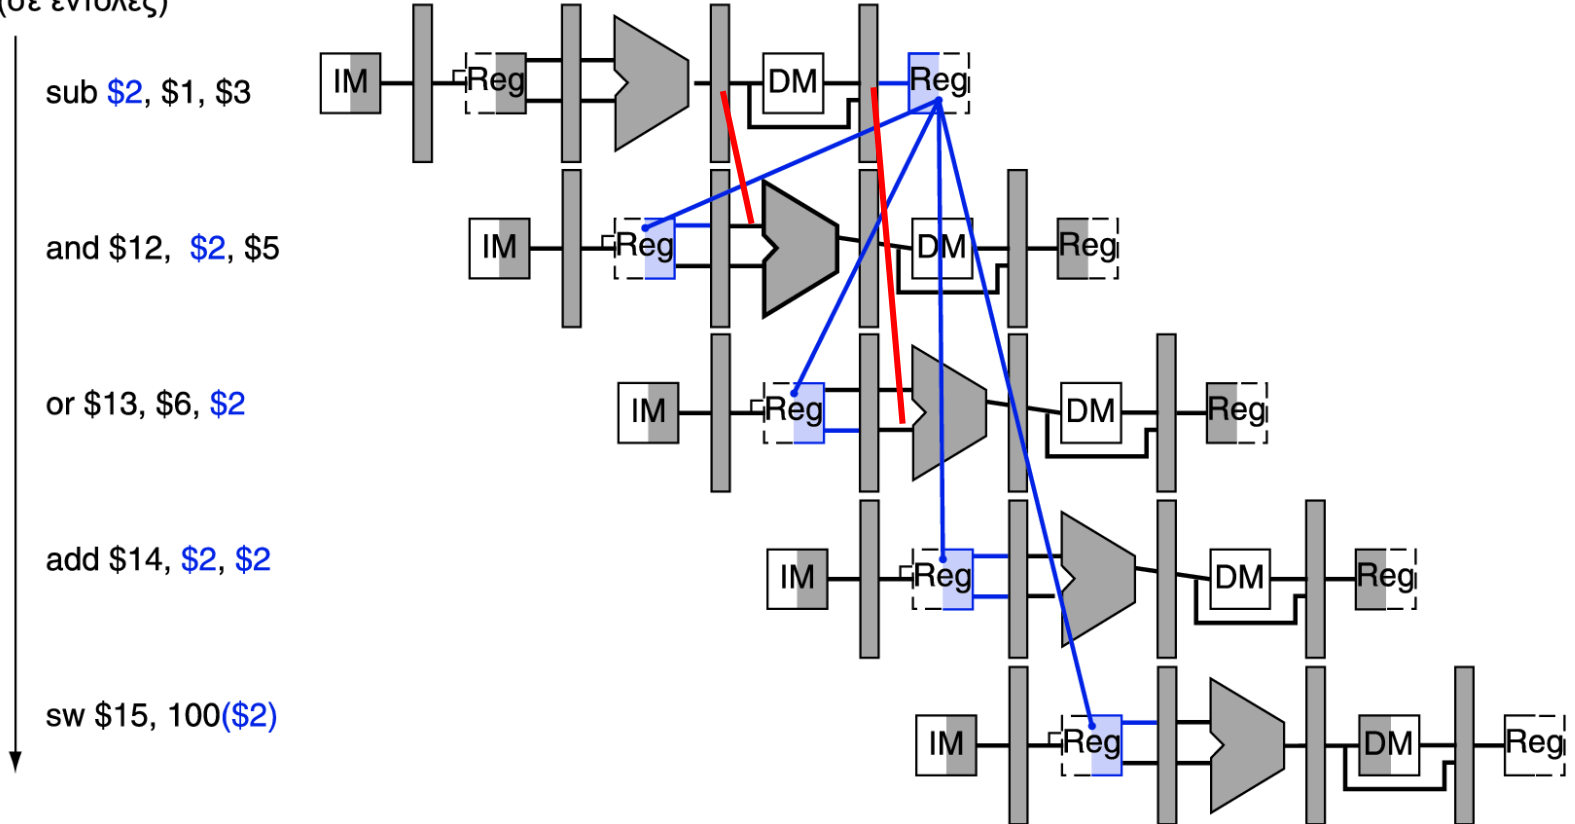 (σε εντολές)
sub $2, $1, $3
IM Reg DM Reg
and $12, $2, $5
IM Reg DM Reg
or $13, $6, $2
IM Reg DM Reg
add $14, $2, $2
IM Reg DM Reg
sw $15, 100($2)
IM Reg DM Reg